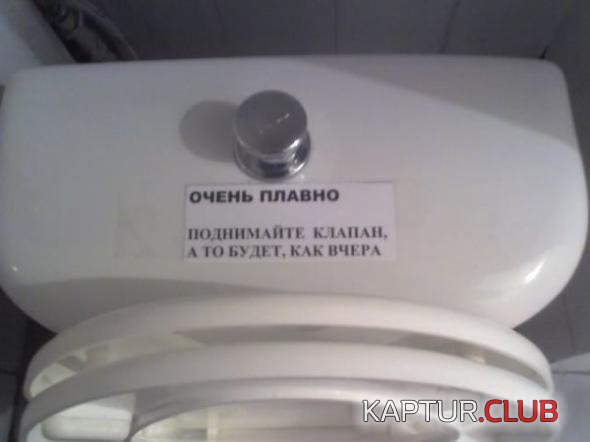 ОЧЕНЬ ПЛАВНО
ПОДНИМАЙТЕ КЛАПАН,
А ТО БУДЕТ, КАК ВЧЕРА
KAPTUR.CLUB